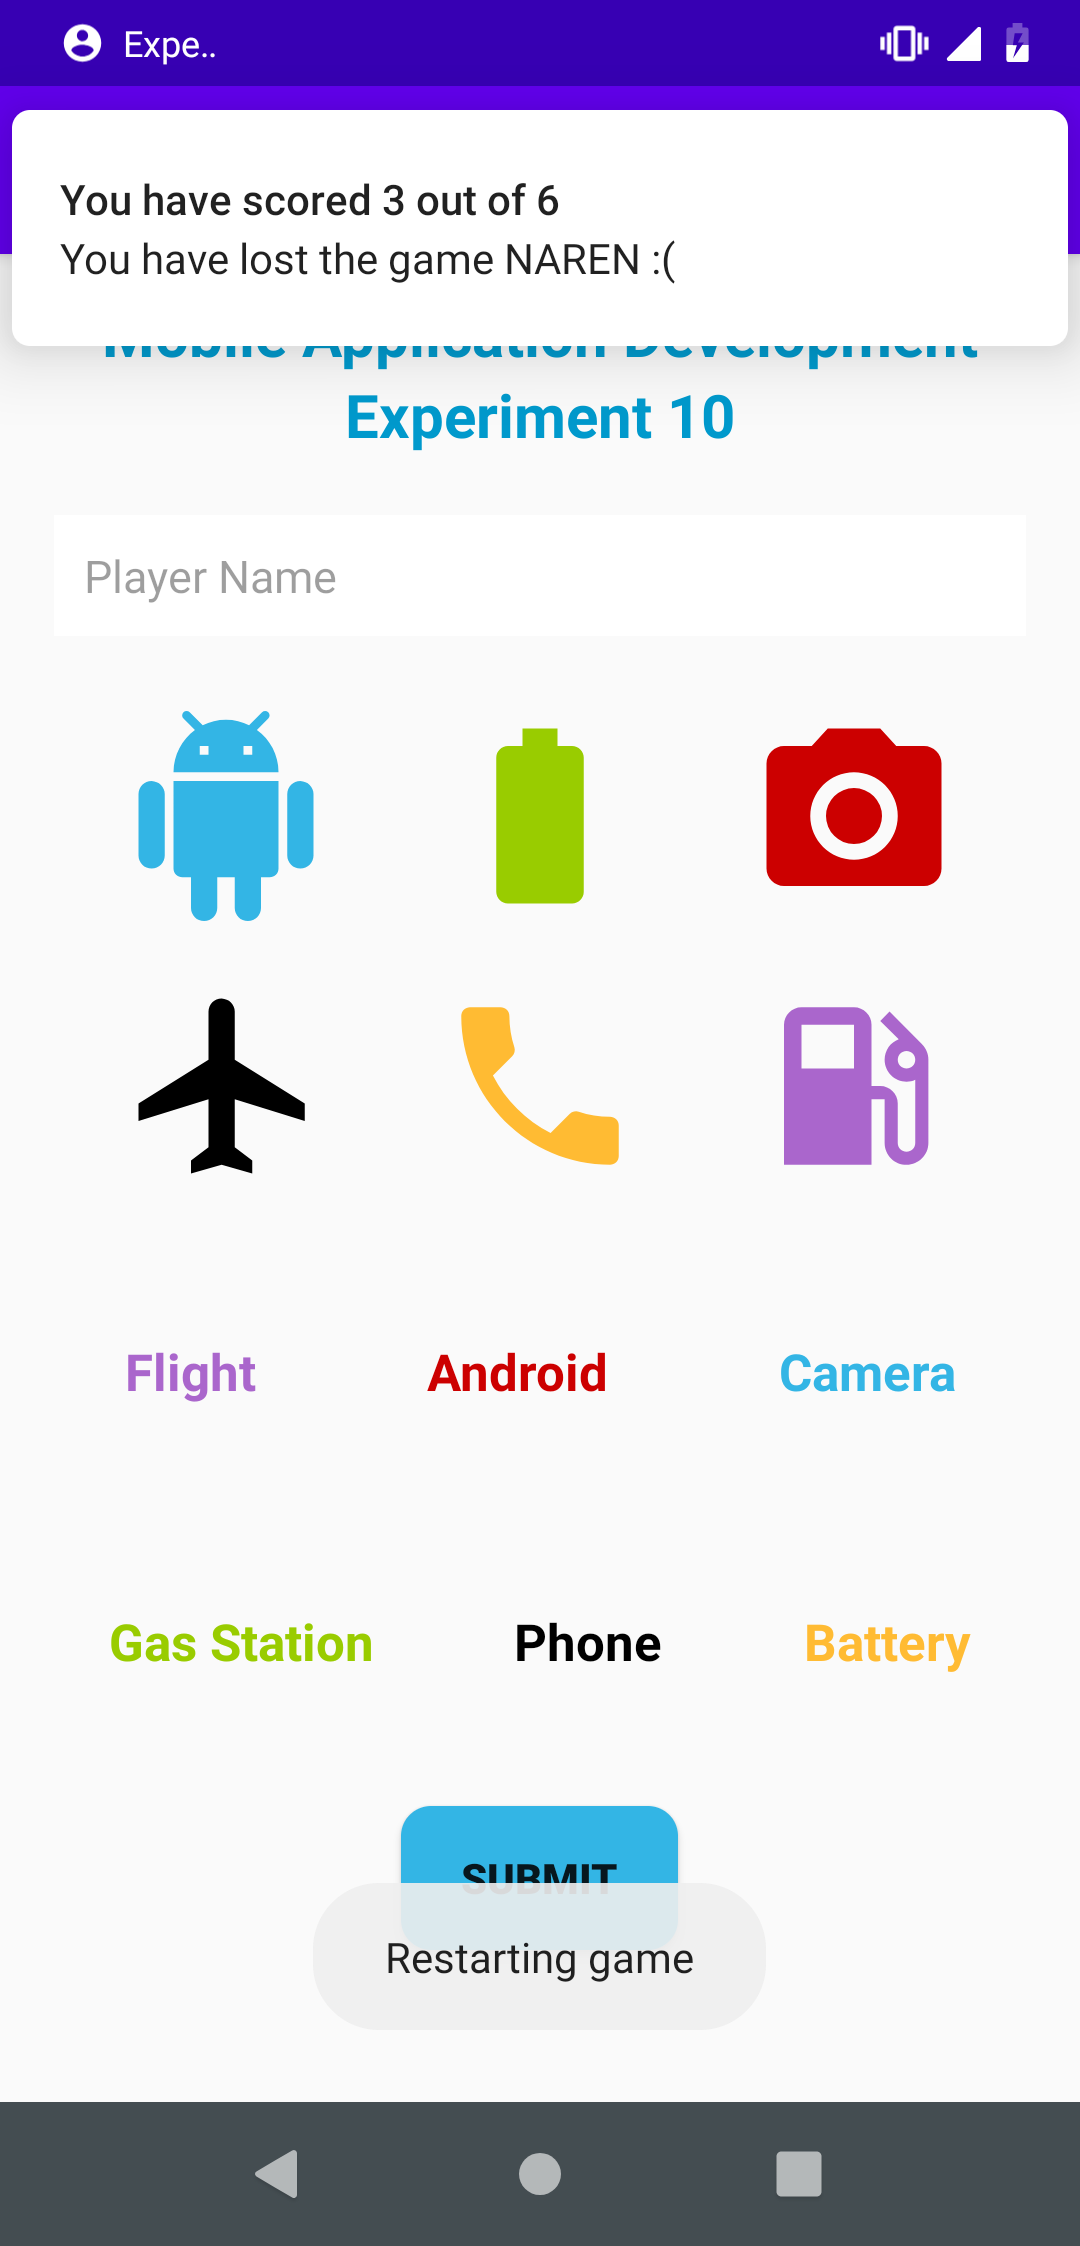 Expe..
You have scored 3 out of 6
You have lost the game NAREN :(
Mobile Application Development
Experiment 10
Player Name
Flight Android Camera
Gas Station Phone Battery
SUBMIT
Restarting game